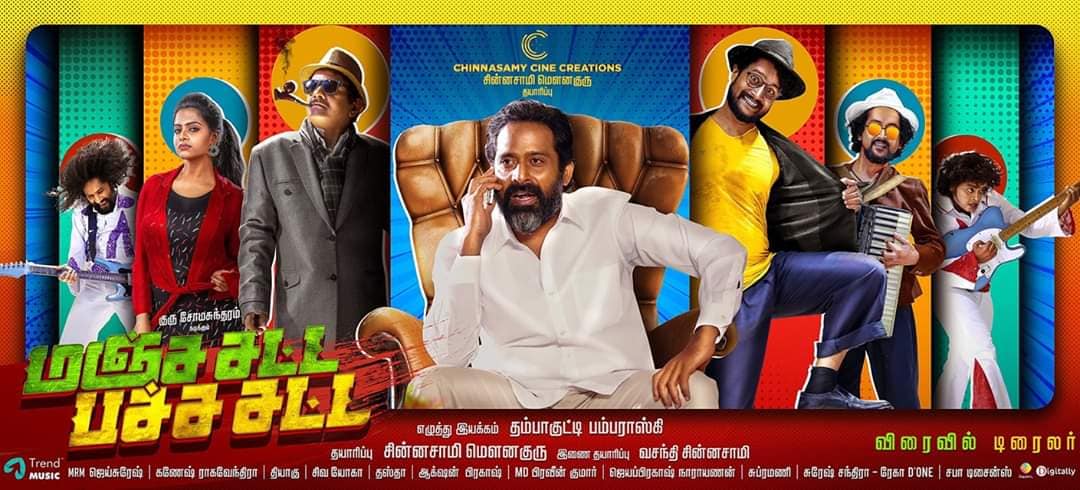 CHINNASAMY CINE CREATIONS
சின்னசாமி மௌனகுரு
தயாரிப்பு
குரு சோமசுந்தரம்
நடிக்கும்
மஞ்ச சட்ட
பச்ச சட்ட
எழுத்து இயக்கம் தம்பாகுட்டி பம்பராஸ்கி
தயாரிப்பு சின்னசாமி மௌனகுரு இணை தயாரிப்பு வசந்தி சின்னசாமி
விரைவில் டிரைலர்
Trend MUSIC
MRM ஜெய்சுரேஷ் | கணேஷ் ராகவேந்திரா | தியாகு | சிவ யோகா | தஸ்தா | ஆக்‌ஷன் பிரகாஷ் | MD பிரவீன் குமார் | ஜெயப்பிரகாஷ் நாராயணன் | சுப்ரமணி | சுரேஷ் சந்திரா - ரேகா D'ONE | சபா டிசைன்ஸ் Digitally